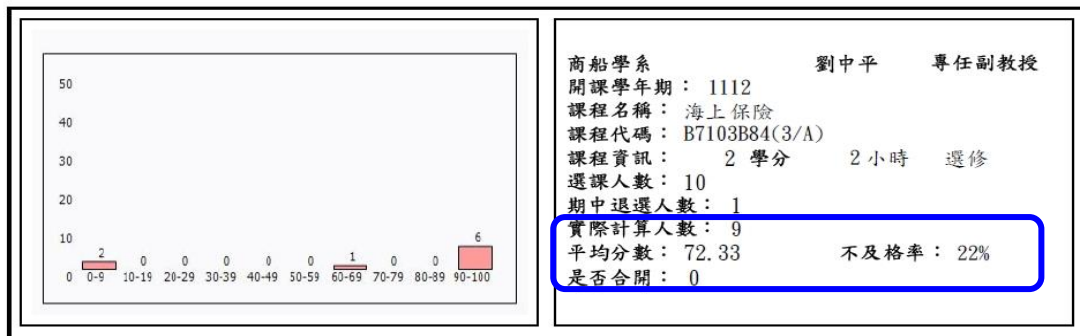 50
40
30
20
10
0
2 0 0 0 0 0 1 0 0 6
0-9 10-19 20-29 30-39 40-49 50-59 60-69 70-79 80-89 90-100
商船學系 劉中平 專任副教授
開課學年期： 1112
課程名稱： 海上保險
課程代碼： B7103B84(3/A)
課程資訊： 2 學分 2小時 選修
選課人數： 10
期中退選人數： 1
實際計算人數： 9
平均分數： 72.33 不及格率： 22%
是否合開： 0